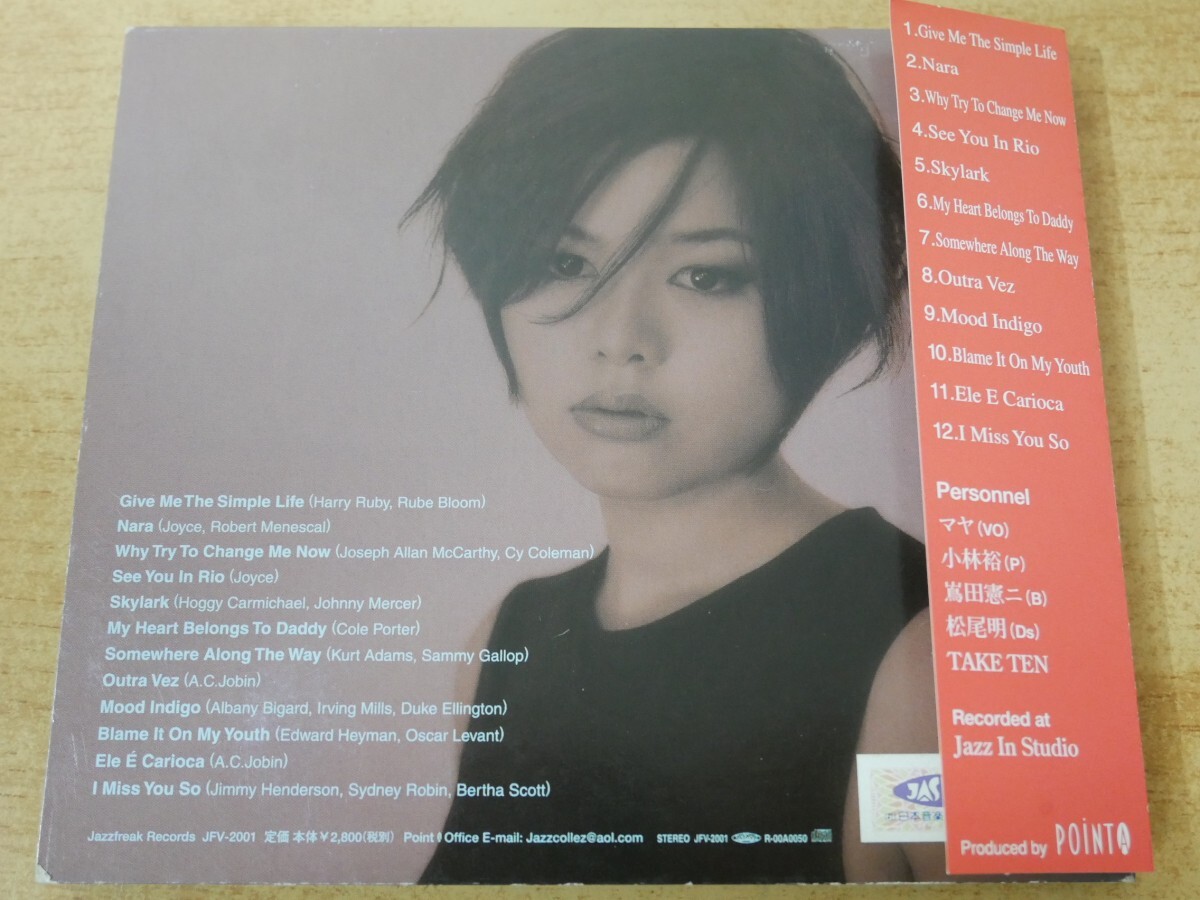 Give Me The Simple Life (Harry Ruby, Rube Bloom)
Nara (Joyce, Robert Menescal)
Why Try To Change Me Now (Joseph Allan McCarthy, Cy Coleman)
See You In Rio (Joyce)
Skylark (Hoggy Carmichael, Johnny Mercer)
My Heart Belongs To Daddy (Cole Porter)
Somewhere Along The Way (Kurt Adams, Sammy Gallop)
Outra Vez (A.C.Jobin)
Mood Indigo (Albany Bigard, Irving Mills, Duke Ellington)
Blame It On My Youth (Edward Heyman, Oscar Levant)
Ele É Carioca (A.C.Jobin)
I Miss You So (Jimmy Henderson, Sydney Robin, Bertha Scott)
Jazzfreak Records JFV-2001 定価 本体¥2,800(税別) Point Office E-mail: Jazzcollez@aol.com STEREO JFV-2001 R-00A0050
JAS
日本音楽
1.Give Me The Simple Life
2.Nara
3.Why Try To Change Me Now
4.See You In Rio
5.Skylark
6.My Heart Belongs To Daddy
7.Somewhere Along The Way
8.Outra Vez
9.Mood Indigo
10.Blame It On My Youth
11.Ele E Carioca
12.I Miss You So
Personnel
マヤ(VO)
小林裕(P)
嶌田憲二(B)
松尾明(Ds)
TAKE TEN
Recorded at
Jazz In Studio
Produced by POINT A